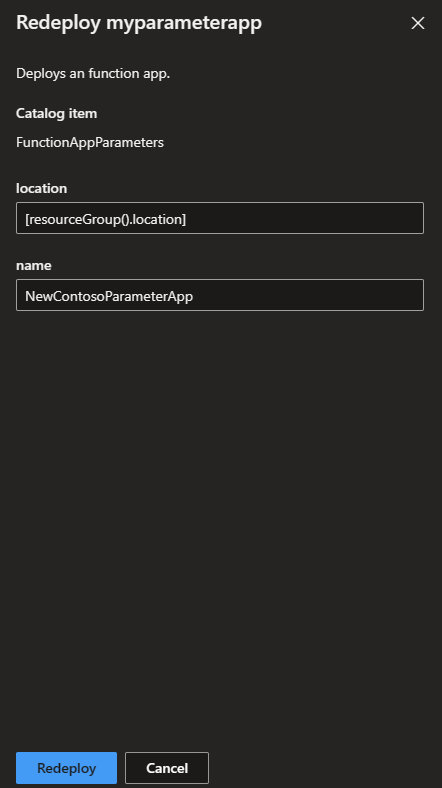 Redeploy myparameterapp
Deploys an function app.
Catalog item
FunctionAppParameters
location
[resourceGroup().location]
name
NewContosoParameterApp
Redeploy
Cancel